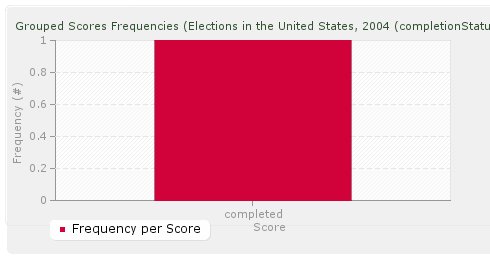 Grouped Scores Frequencies (Elections in the United States, 2004 (completionStatu
1
0.8
0.6
0.4
0.2
0
Frequency (#)
completed
Score
Frequency per Score